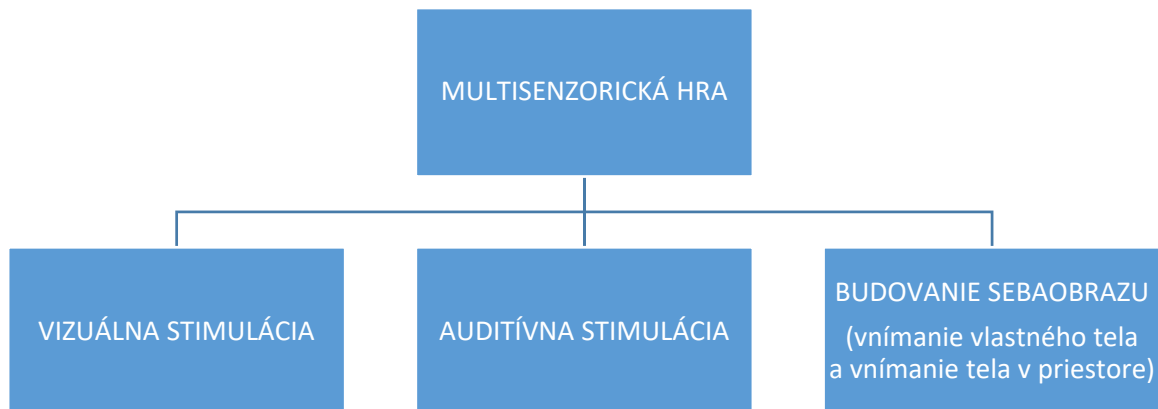 MULTISENZORICKÁ HRA
VIZUÁLNA STIMULÁCIA
AUDITÍVNA STIMULÁCIA
BUDOVANIE SEBAOBRAZU
(vnímanie vlastného tela
a vnímanie tela v priestore)